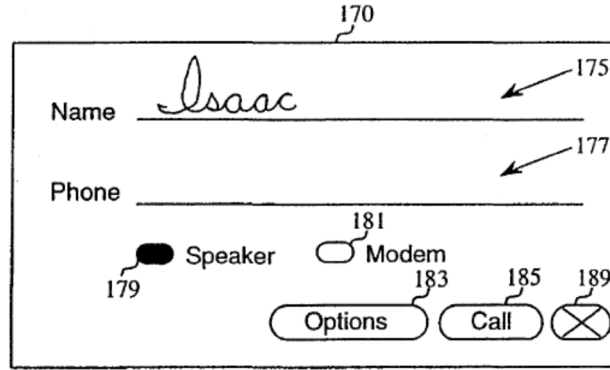 170
Name Isaac 175
177
Phone
181
Speaker Modem
179 183 185 189
Options Call